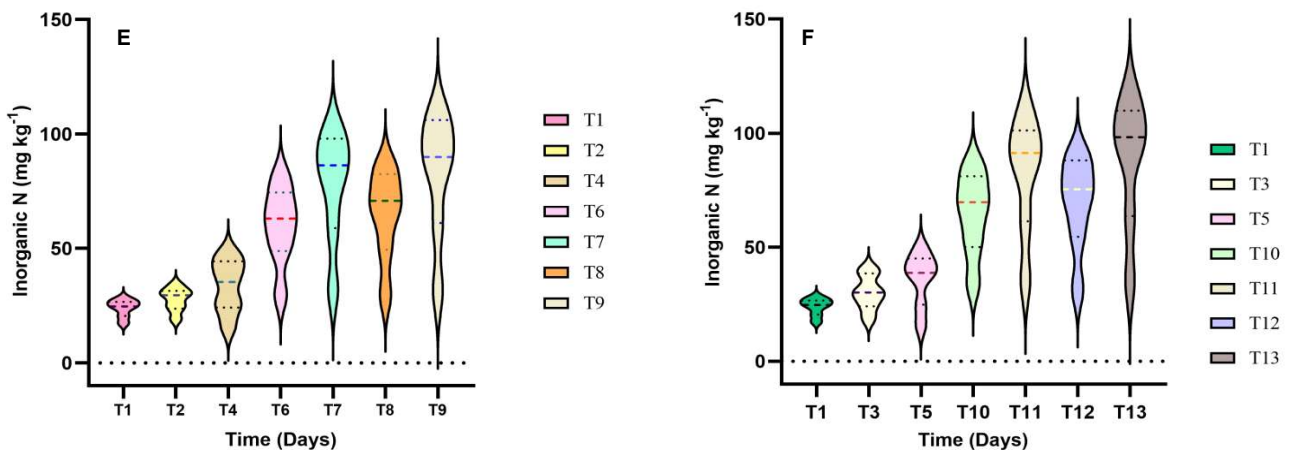 E
150
100
50
0
Inorganic N (mg kg-1)
T1 T2 T4 T6 T7 T8 T9
Time (Days)
T1
T2
T4
T6
T7
T8
T9
F
150
100
50
0
Inorganic N (mg kg-1)
T1 T3 T5 T10 T11 T12 T13
Time (Days)
T1
T3
T5
T10
T11
T12
T13